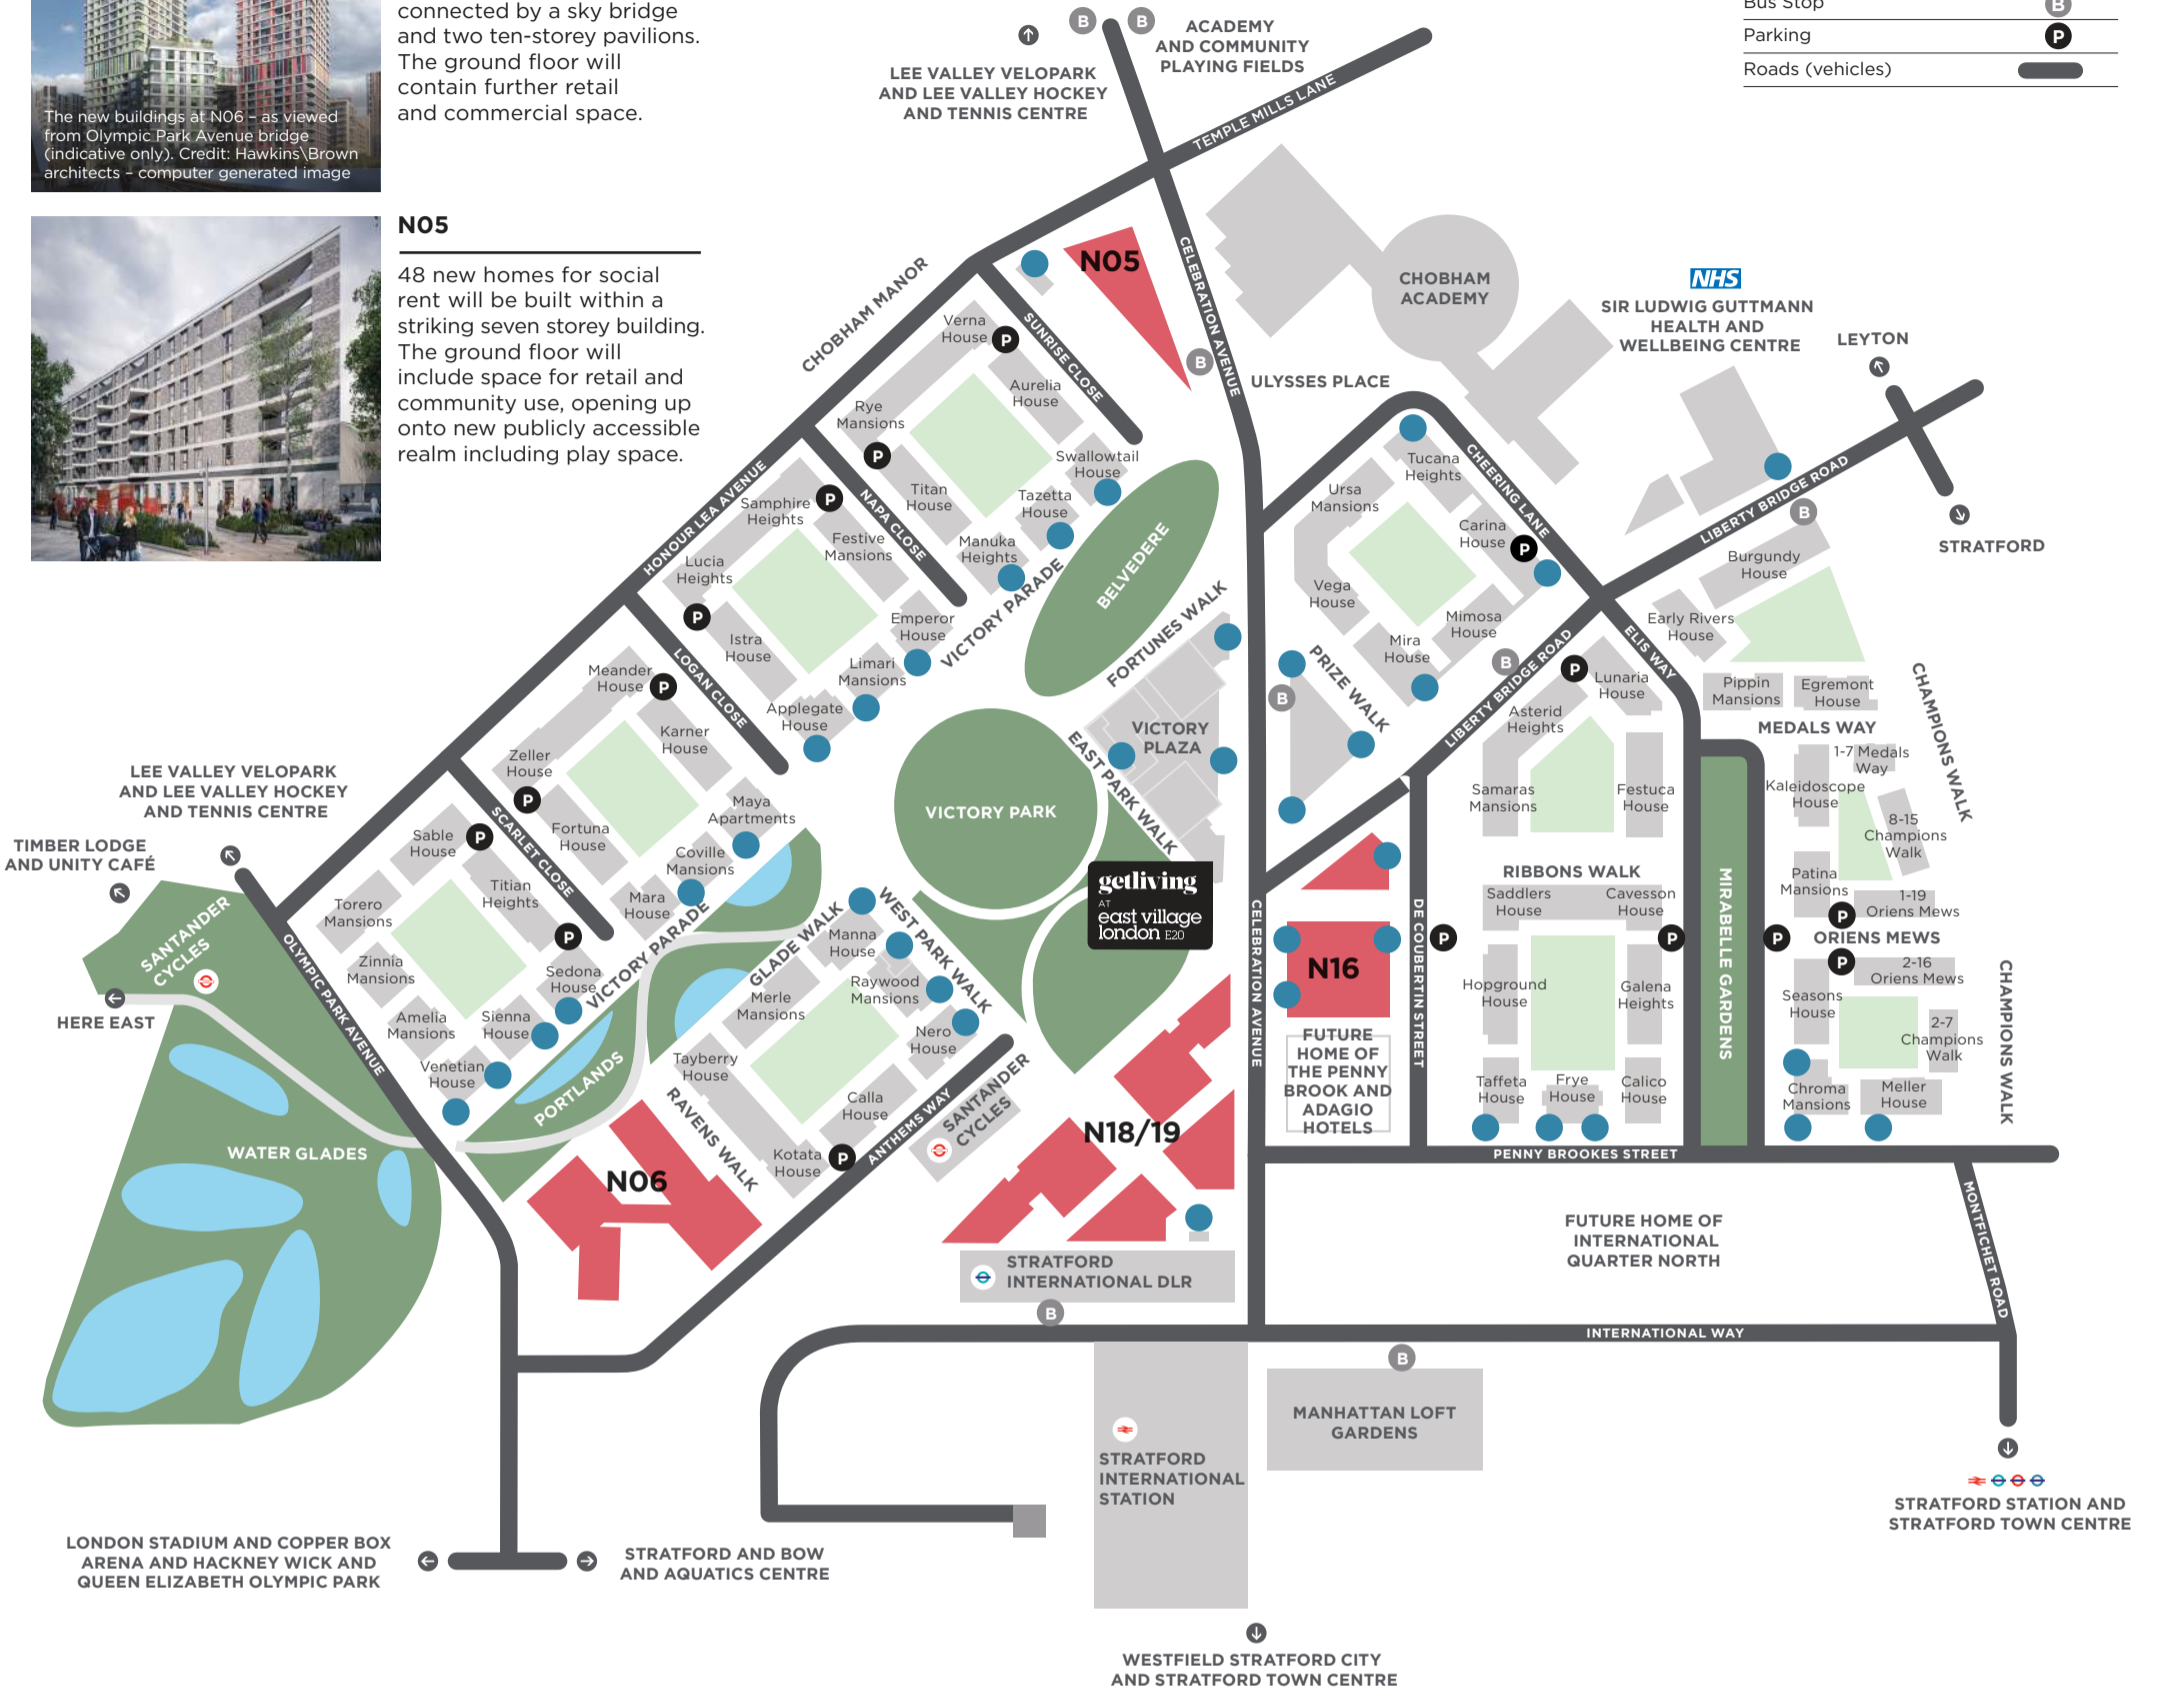 connected by a sky bridge
and two ten-storey pavilions.
The ground floor will
contain further retail
and commercial space.
The new buildings at N06 – as viewed
from Olympic Park Avenue bridge
(indicative only). Credit: Hawkins\Brown
architects – computer generated image
N05
48 new homes for social
rent will be built within a
striking seven storey building.
The ground floor will
include space for retail and
community use, opening up
onto new publicly accessible
realm including play space.
Bus Stop
B
Parking
P
Roads (vehicles)
B
B
ACADEMY
AND COMMUNITY
PLAYING FIELDS
LEE VALLEY VELOPARK
AND LEE VALLEY HOCKEY
AND TENNIS CENTRE
TEMPLE MILLS LANE
CHOBHAM MANOR
N05
CELEBRATION AVENUE
B
CHOBHAM
ACADEMY
NHS
SIR LUDWIG GUTTMANN
HEALTH AND
WELLBEING CENTRE
LEYTON
STRATFORD
ULYSSES PLACE
Verna
House
P
SUNRISE CLOSE
Aurelia
House
Rye
Mansions
P
Swallowtail
House
Titan
House
Tazetta
House
Manuka
Heights
NAPA CLOSE
HONOUR LEA AVENUE
Samphire
Heights
P
Festive
Mansions
Lucia
Heights
P
Istra
House
Emperor
House
Limari
Mansions
Applegate
House
VICTORY PARADE
BELVEDERE
FORTUNES WALK
LOGAN CLOSE
Meander
House
P
Karner
House
Zeller
House
P
Fortuna
House
Maya
Apartments
Coville
Mansions
Mara
House
SCARLET CLOSE
Sable
House
P
Titian
Heights
P
Torero
Mansions
Zinnia
Mansions
Sedona
House
Amelia
Mansions
Sienna
House
Venetian
House
VICTORY PARADE
LEE VALLEY VELOPARK
AND LEE VALLEY HOCKEY
AND TENNIS CENTRE
TIMBER LODGE
AND UNITY CAFÉ
SANTANDER
CYCLES
HERE EAST
OLYMPIC PARK AVENUE
WATER GLADES
PORTLANDS
VICTORY PARK
VICTORY
PLAZA
EAST PARK WALK
getliving
AT
east village
london E20
WEST PARK WALK
GLADE WALK
Manna
House
Raywood
Mansions
Merle
Mansions
Nero
House
Tayberry
House
Calla
House
Kotata
House
P
RAVENS WALK
ANTHEMS WAY
SANTANDER
CYCLES
N06
N18/19
STRATFORD
INTERNATIONAL DLR
B
Tucana
Heights
CHEERING LANE
Ursa
Mansions
Carina
House
P
Vega
House
Mimosa
House
Mira
House
PRIZE WALK
B
B
LIBERTY BRIDGE ROAD
LIBERTY BRIDGE ROAD
B
Burgundy
House
Early Rivers
House
ELIS WAY
P
Lunaria
House
Asterid
Heights
Samaras
Mansions
Festuca
House
Pippin
Mansions
Egremont
House
MEDALS WAY
CHAMPIONS WALK
1-7 Medals
Way
Kaleidoscope
House
8-15
Champions
Walk
Patina
Mansions
1-19
Oriens Mews
P
ORIENS MEWS
P
2-16
Oriens Mews
Seasons
House
2-7
Champions
Walk
Chroma
Mansions
Meller
House
CHAMPIONS WALK
RIBBONS WALK
Saddlers
House
Cavesson
House
P
P
P
Hopground
House
Galena
Heights
Taffeta
House
Frye
House
Calico
House
MIRABELLE GARDENS
DE COUBERTIN STREET
CELEBRATION AVENUE
N16
FUTURE
HOME OF
THE PENNY
BROOK AND
ADAGIO
HOTELS
PENNY BROOKES STREET
FUTURE HOME OF
INTERNATIONAL
QUARTER NORTH
MONTFICHET ROAD
INTERNATIONAL WAY
B
MANHATTAN LOFT
GARDENS
STRATFORD
INTERNATIONAL
STATION
STRATFORD STATION AND
STRATFORD TOWN CENTRE
LONDON STADIUM AND COPPER BOX
ARENA AND HACKNEY WICK AND
QUEEN ELIZABETH OLYMPIC PARK
STRATFORD AND BOW
AND AQUATICS CENTRE
WESTFIELD STRATFORD CITY
AND STRATFORD TOWN CENTRE